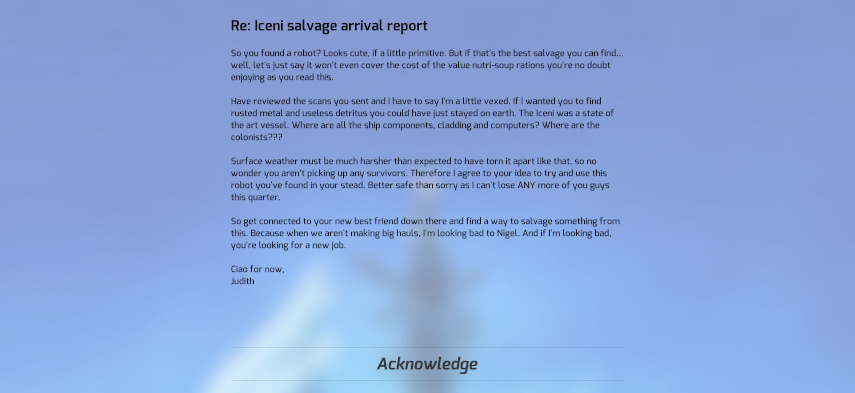 Re: Iceni salvage arrival report
So you found a robot? Looks cute, if a little primitive. But if that's the best salvage you can find...
well, let's just say it won't even cover the cost of the value nutri-soup rations you're no doubt
enjoying as you read this.
Have reviewed the scans you sent and I have to say I'm a little vexed. If I wanted you to find
rusted metal and useless detritus you could have just stayed on earth. The Iceni was a state of
the art vessel. Where are all the ship components, cladding and computers? Where are the
colonists???
Surface weather must be much harsher than expected to have torn it apart like that, so no
wonder you aren't picking up any survivors. Therefore I agree to your idea to try and use this
robot you've found in your stead. Better safe than sorry as I can't lose ANY more of you guys
this quarter.
So get connected to your new best friend down there and find a way to salvage something from
this. Because when we aren't making big hauls, I'm looking bad to Nigel. And if I'm looking bad,
you're looking for a new job.
Ciao for now,
Judith
Acknowledge